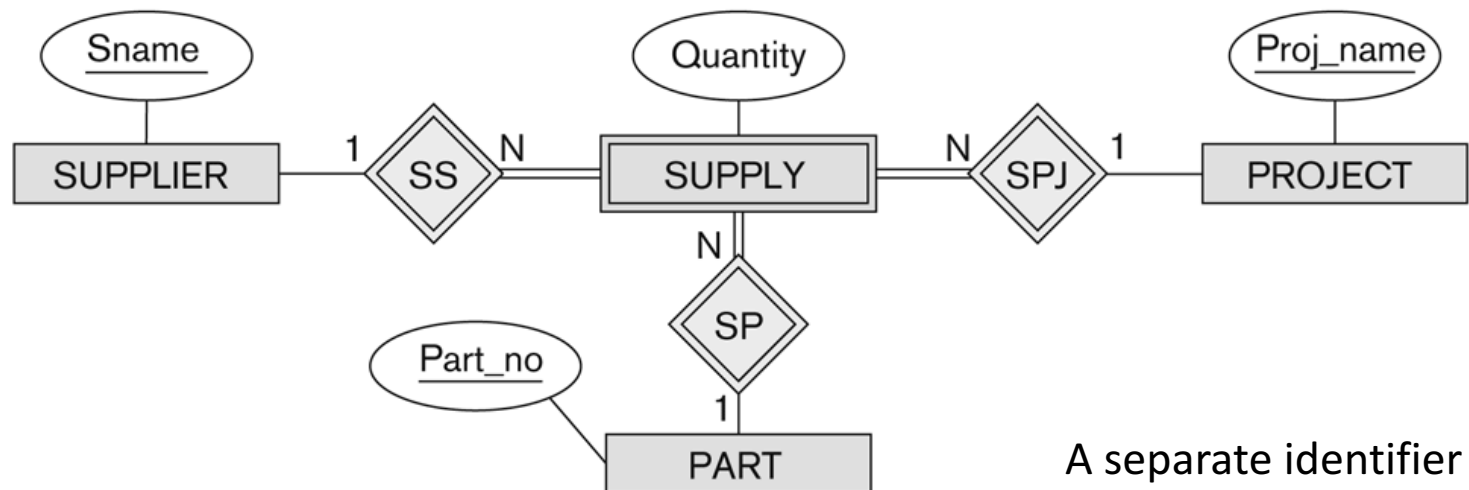 Sname
Quantity
Proj_name
1
N
N
1
SUPPLIER
SS
SUPPLY
SPJ
PROJECT
N
SP
Part_no
1
PART
A separate identifier